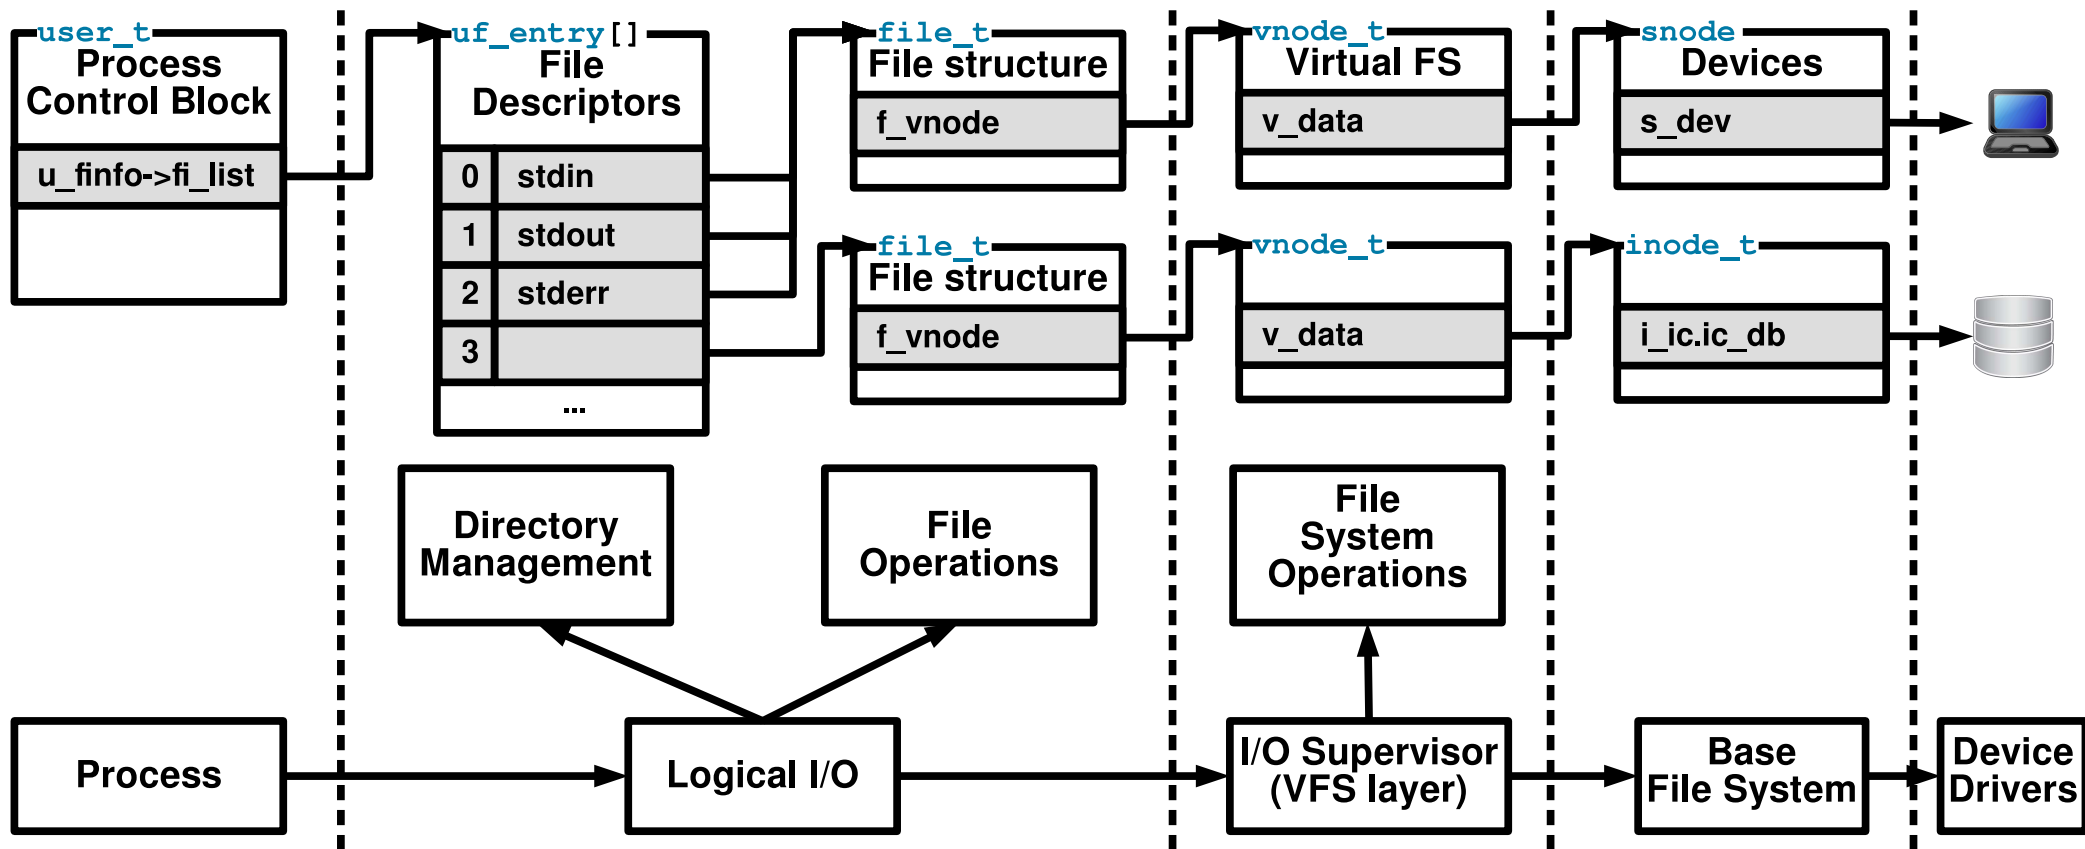 user_t
Process
Control Block
u_finfo->fi_list
uf_entry[]
File
Descriptors
0 stdin
1 stdout
2 stderr
3
...
file_t
File structure
f_vnode
file_t
File structure
f_vnode
vnode_t
Virtual FS
v_data
vnode_t
v_data
snode
Devices
s_dev
inode_t
i_ic.ic_db
Directory
Management
File
Operations
File
System
Operations
Process
Logical I/O
I/O Supervisor
(VFS layer)
Base
File System
Device
Drivers